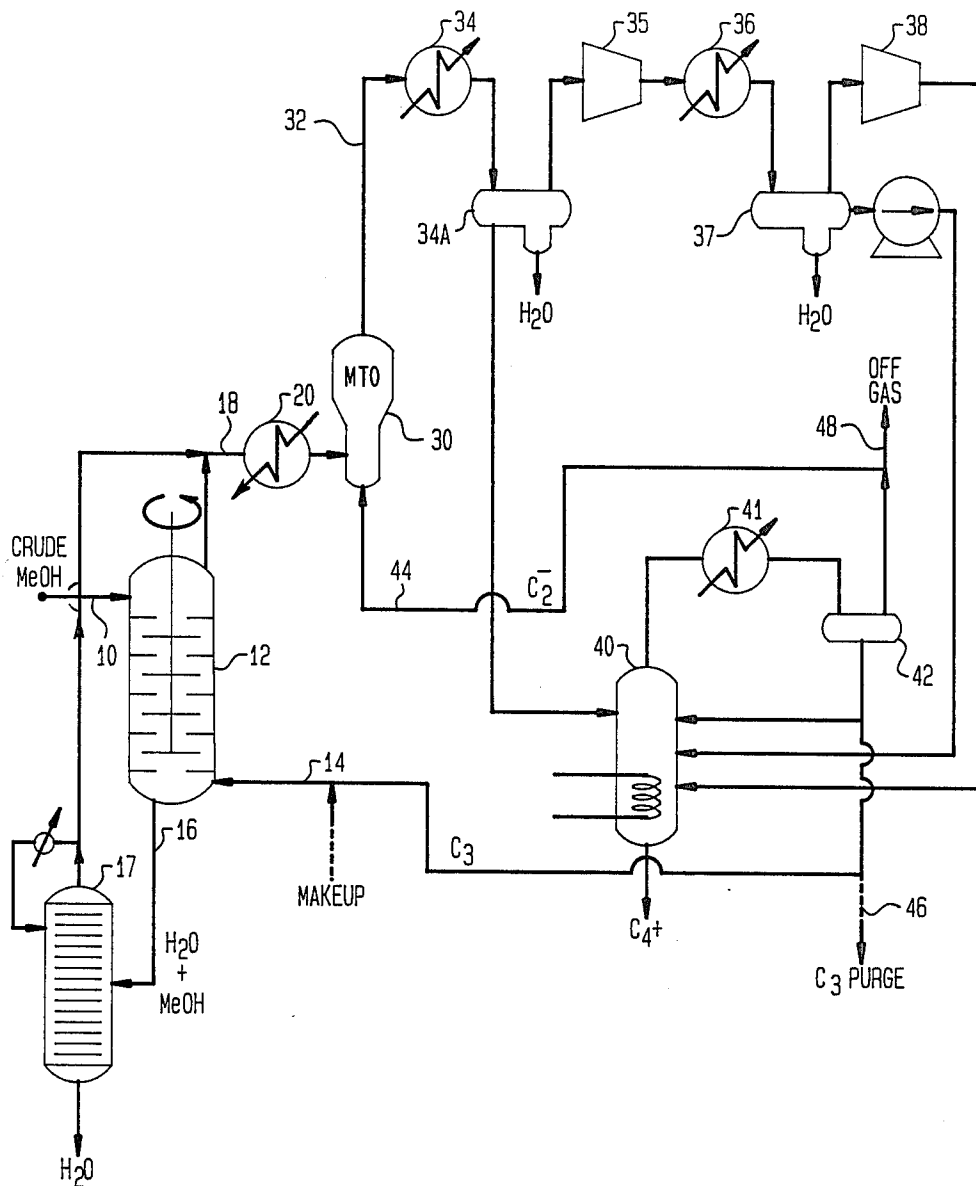 34
35
36
38
32
34A
37
H2O
H2O
MTO
OFF
GAS
18
20
30
48
41
CRUDE
MeOH
44
C2-
10
12
40
42
14
16
C3
17
MAKEUP
46
H2O
+
MeOH
C4+
C3 PURGE
H2O